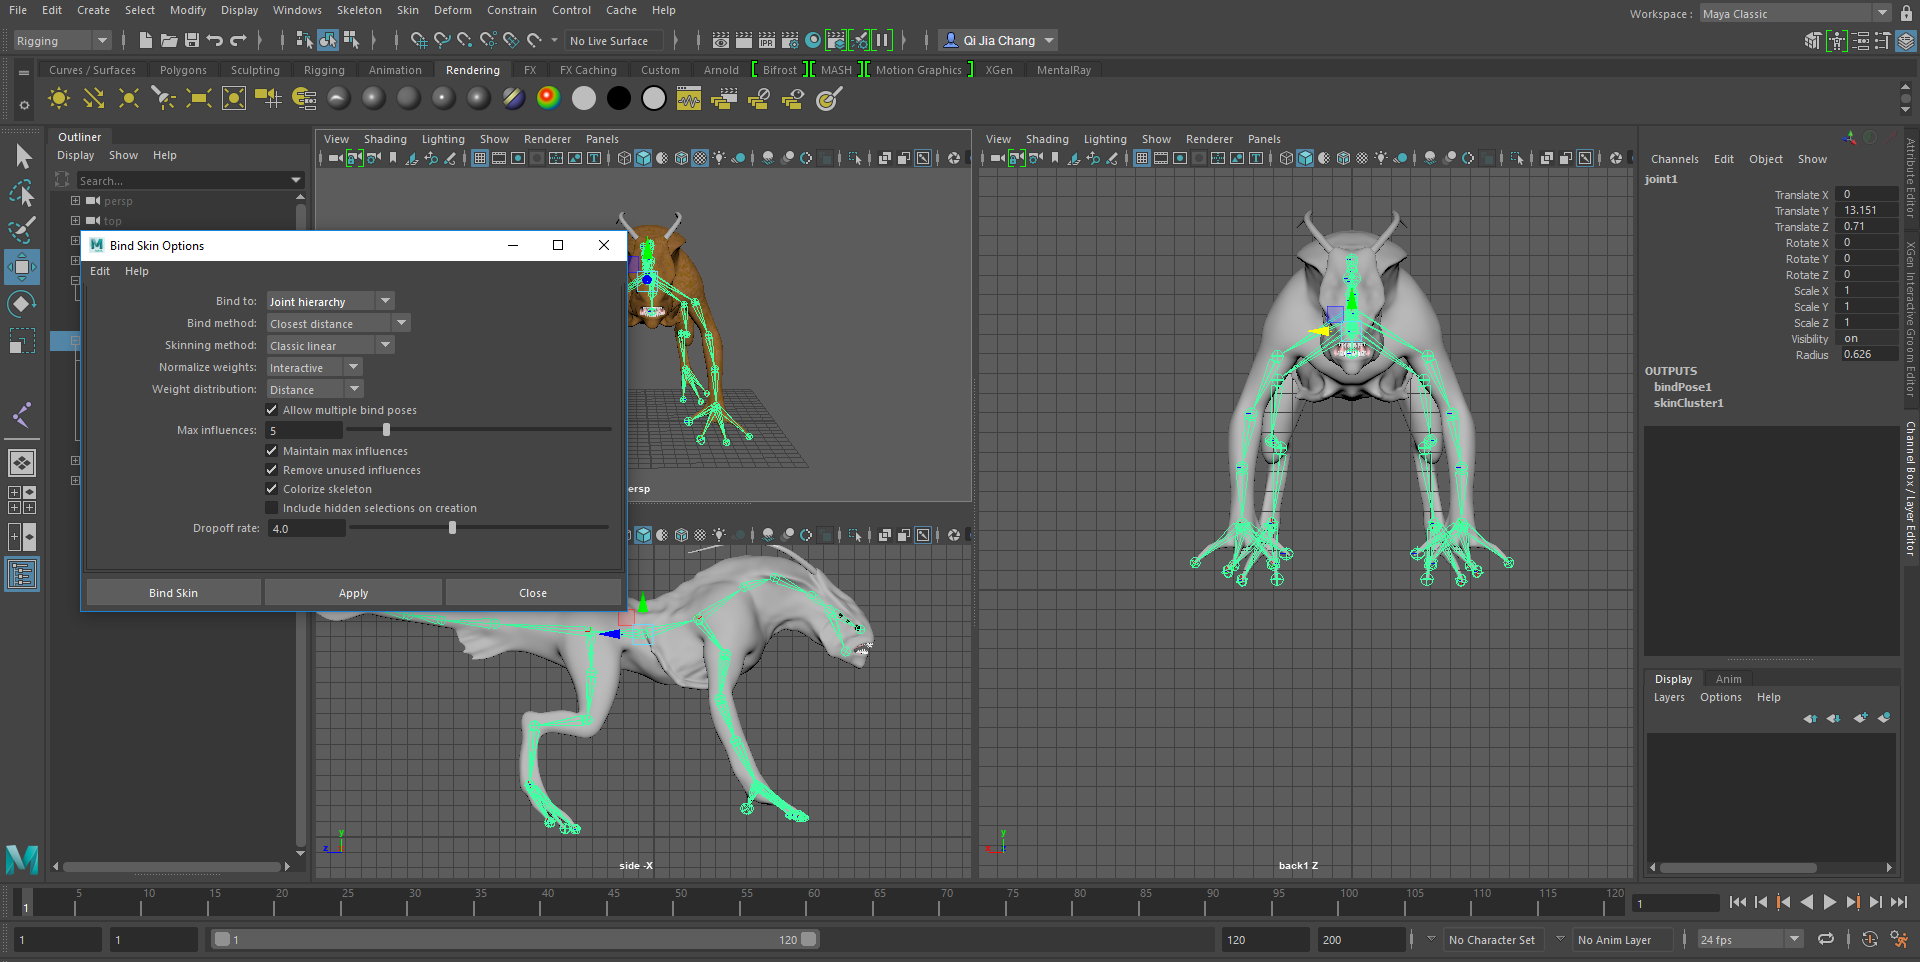 File Edit Create Select Modify Display Windows Skeleton Skin Deform Constrain Control Cache Help
Workspace : Maya Classic
Rigging
No Live Surface
IPR
Qi Jia Chang
Curves / Surfaces Polygons Sculpting Rigging Animation Rendering FX FX Caching Custom Arnold Bifrost MASH Motion Graphics XGen MentalRay
Outliner
Display Show Help
Search...
persp
top
Bind Skin Options
Edit Help
Bind to: Joint hierarchy
Bind method: Closest distance
Skinning method: Classic linear
Normalize weights: Interactive
Weight distribution: Distance
Allow multiple bind poses
Max influences: 5
Maintain max influences
Remove unused influences
Colorize skeleton
Include hidden selections on creation
Dropoff rate: 4.0
Bind Skin Apply Close
View Shading Lighting Show Renderer Panels
ersp
y
z
side -X
View Shading Lighting Show Renderer Panels
y
x
z
back1 Z
Channels Edit Object Show
joint1
Translate X 0
Translate Y 13.151
Translate Z 0.71
Rotate X 0
Rotate Y 0
Rotate Z 0
Scale X 1
Scale Y 1
Scale Z 1
Visibility on
Radius 0.626
OUTPUTS
bindPose1
skinCluster1
Display Anim
Layers Options Help
Attribute Editor
XGen Interactive Groom Editor
Channel Box / Layer Editor
1 5 10 15 20 25 30 35 40 45 50 55 60 65 70 75 80 85 90 95 100 105 110 115 120
1
1 1 1 120 120 200
No Character Set
No Anim Layer
24 fps